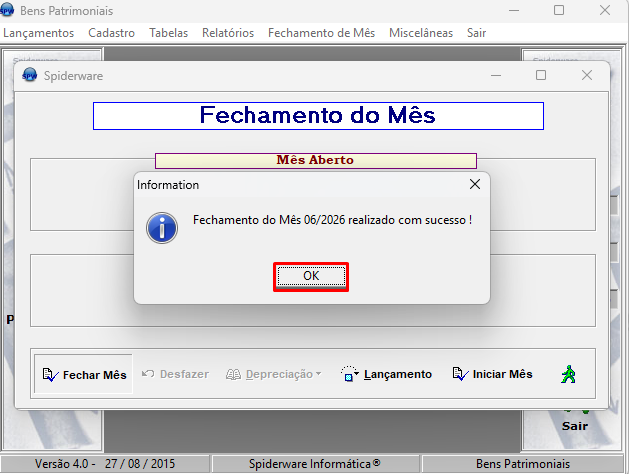 SPW Bens Patrimoniais
Lançamentos Cadastro Tabelas Relatórios Fechamento de Mês Miscelâneas Sair
SPW Spiderware
Fechamento do Mês
Mês Aberto
Information
Fechamento do Mês 06/2026 realizado com sucesso !
OK
P
Fechar Mês Desfazer Depreciação Lançamento Iniciar Mês
Sair
Versão 4.0 - 27 / 08 / 2015 Spiderware Informática® Bens Patrimoniais